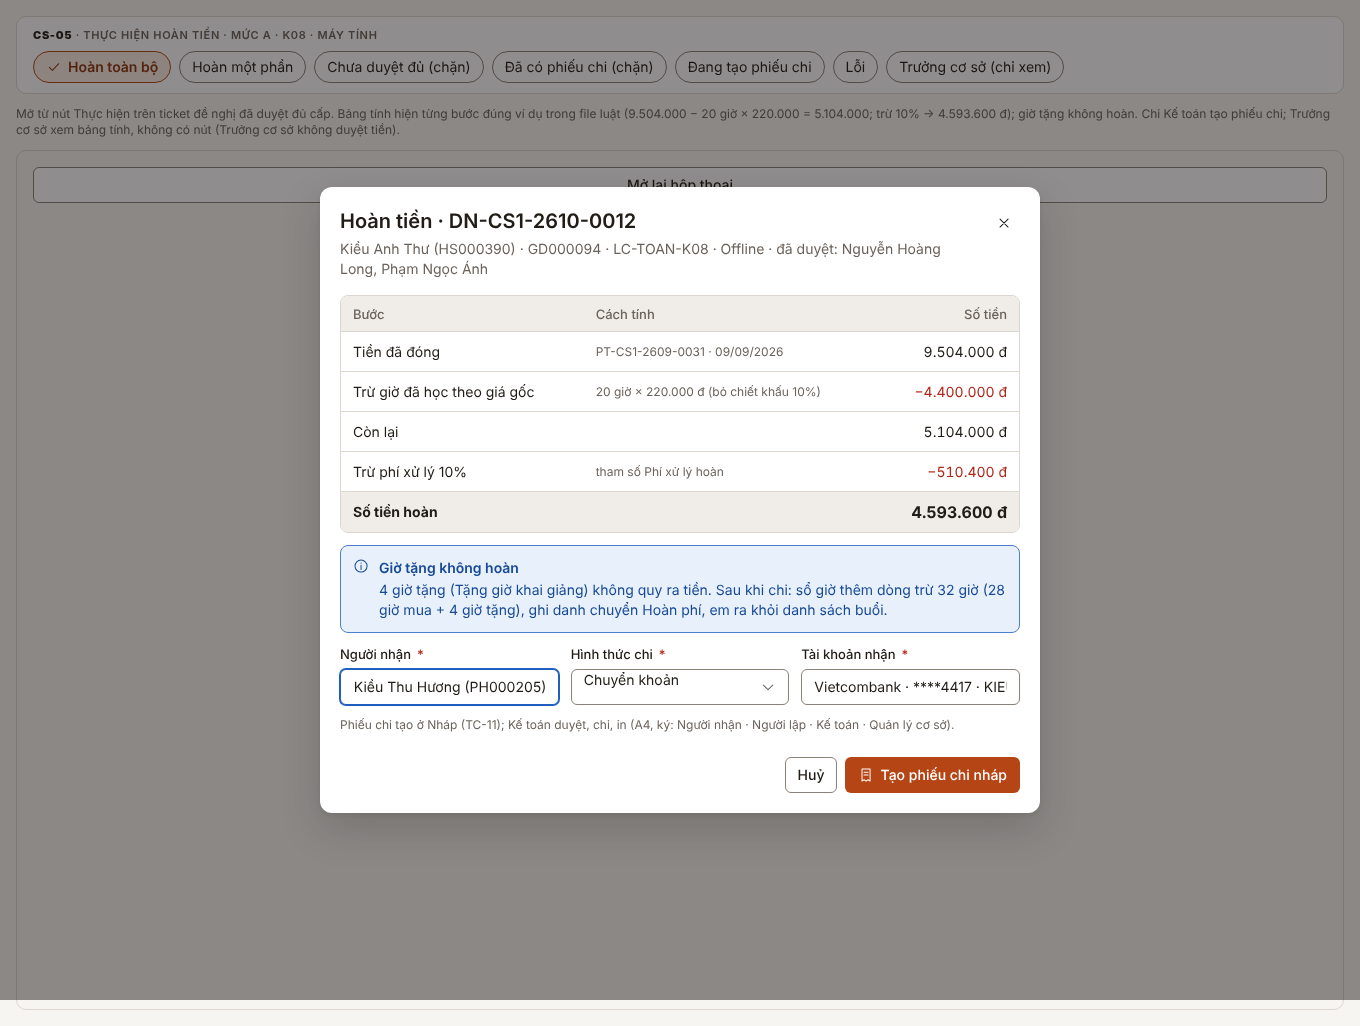 CS-05 · THỰC HIỆN HOÀN TIỀN · MỨC A · K08 · MÁY TÍNH
Hoàn toàn bộ
Hoàn một phần
Chưa duyệt đủ (chặn)
Đã có phiếu chi (chặn)
Đang tạo phiếu chi
Lỗi
Trưởng cơ sở (chỉ xem)
Mở từ nút Thực hiện trên ticket đề nghị đã duyệt đủ cấp. Bảng tính hiện từng bước đúng ví dụ trong file luật (9.504.000 − 20 giờ × 220.000 = 5.104.000; trừ 10% → 4.593.600 đ); giờ tặng không hoàn. Chỉ Kế toán tạo phiếu chi; Trưởng
cơ sở xem bảng tính, không có nút (Trưởng cơ sở không duyệt tiền).
Mở lại hộp thoại
Hoàn tiền · DN-CS1-2610-0012
Kiều Anh Thư (HS000390) · GD000094 · LC-TOAN-K08 · Offline · đã duyệt: Nguyễn Hoàng
Long, Phạm Ngọc Ánh
Bước Cách tính Số tiền
Tiền đã đóng PT-CS1-2609-0031 · 09/09/2026 9.504.000 đ
Trừ giờ đã học theo giá gốc 20 giờ × 220.000 đ (bỏ chiết khấu 10%) −4.400.000 đ
Còn lại 5.104.000 đ
Trừ phí xử lý 10% tham số Phí xử lý hoàn −510.400 đ
Số tiền hoàn 4.593.600 đ
Giờ tặng không hoàn
4 giờ tặng (Tặng giờ khai giảng) không quy ra tiền. Sau khi chi: sổ giờ thêm dòng trừ 32 giờ (28
giờ mua + 4 giờ tặng), ghi danh chuyển Hoàn phí, em ra khỏi danh sách buổi.
Người nhận * Hình thức chi * Tài khoản nhận *
Kiều Thu Hương (PH000205) Chuyển khoản Vietcombank · ****4417 · KIE
Phiếu chi tạo ở Nháp (TC-11); Kế toán duyệt, chi, in (A4, ký: Người nhận · Người lập · Kế toán · Quản lý cơ sở).
Huỷ
Tạo phiếu chi nháp